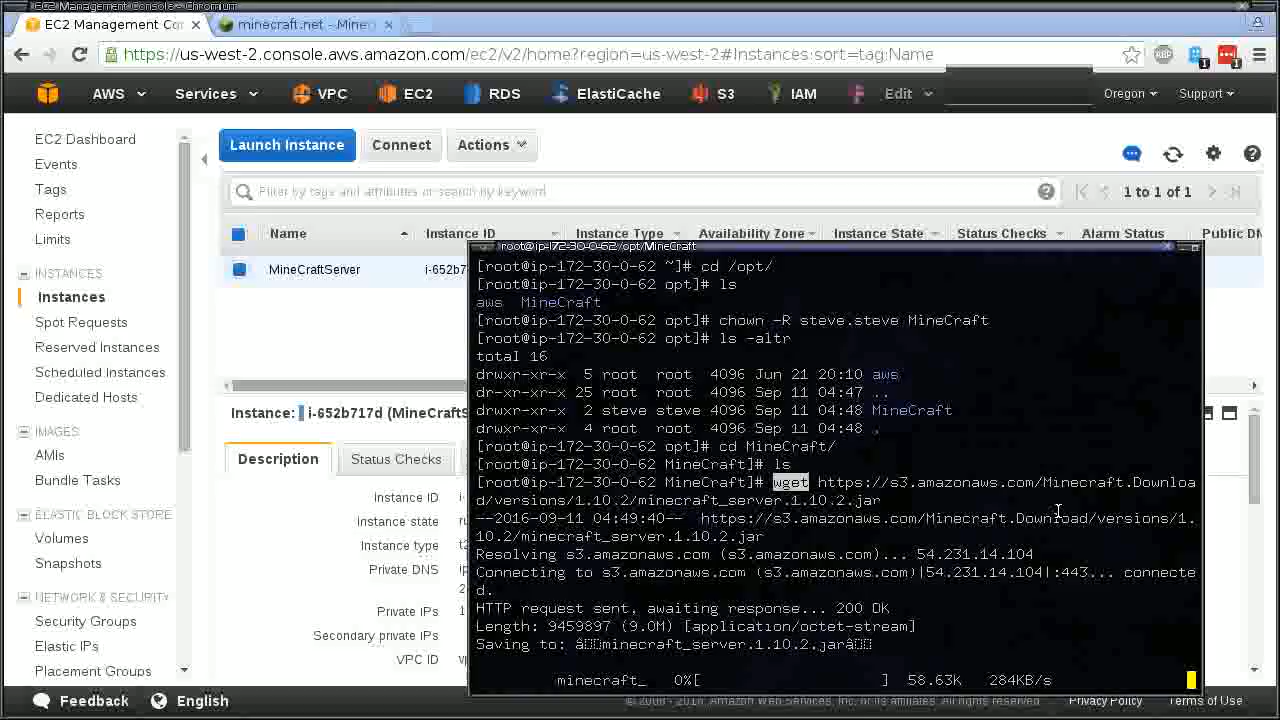 EC2 Management Console - Chromium
EC2 Management Co
minecraft.net - Mine
https://us-west-2.console.aws.amazon.com/ec2/v2/home?region=us-west-2#Instances:sort=tag:Name
AWS Services VPC EC2 RDS ElastiCache S3 IAM Edit Oregon Support
EC2 Dashboard
Events
Tags
Reports
Limits
INSTANCES
Instances
Spot Requests
Reserved Instances
Scheduled Instances
Dedicated Hosts
IMAGES
AMIs
Bundle Tasks
ELASTIC BLOCK STORE
Volumes
Snapshots
NETWORK & SECURITY
Security Groups
Elastic IPs
Placement Groups
Launch Instance Connect Actions
Filter by tags and attributes or search by keyword
1 to 1 of 1
Name Instance ID Instance Type Availability Zone Instance State Status Checks Alarm Status Public DN
MineCraftServer i-652b7
Instance: i-652b717d (MineCraftS
Description Status Checks
Instance ID
Instance state
Instance type
Private DNS
Private IPs
Secondary private IPs
VPC ID
root@ip-172-30-0-62:/opt/MineCraft
[root@ip-172-30-0-62 ~]# cd /opt/
[root@ip-172-30-0-62 opt]# ls
aws MineCraft
[root@ip-172-30-0-62 opt]# chown -R steve.steve MineCraft
[root@ip-172-30-0-62 opt]# ls -altr
total 16
drwxr-xr-x 5 root root 4096 Jun 21 20:10 aws
drwxr-xr-x 25 root root 4096 Sep 11 04:47 ..
drwxr-xr-x 2 steve steve 4096 Sep 11 04:48 MineCraft
drwxr-xr-x 4 root root 4096 Sep 11 04:48 .
[root@ip-172-30-0-62 opt]# cd MineCraft/
[root@ip-172-30-0-62 MineCraft]# ls
[root@ip-172-30-0-62 MineCraft]# wget https://s3.amazonaws.com/Minecraft.Downloa
d/versions/1.10.2/minecraft_server.1.10.2.jar
--2016-09-11 04:49:40-- https://s3.amazonaws.com/Minecraft.Download/versions/1.
10.2/minecraft_server.1.10.2.jar
Resolving s3.amazonaws.com (s3.amazonaws.com)... 54.231.14.104
Connecting to s3.amazonaws.com (s3.amazonaws.com)|54.231.14.104|:443... connecte
d.
HTTP request sent, awaiting response... 200 OK
Length: 9459897 (9.0M) [application/octet-stream]
Saving to: âminecraft_server.1.10.2.jarâ
minecraft_ 0%[ ] 58.63K 284KB/s
Feedback English
© 2008 - 2016, Amazon Web Services, Inc. or its Privacy Policy Terms of Use